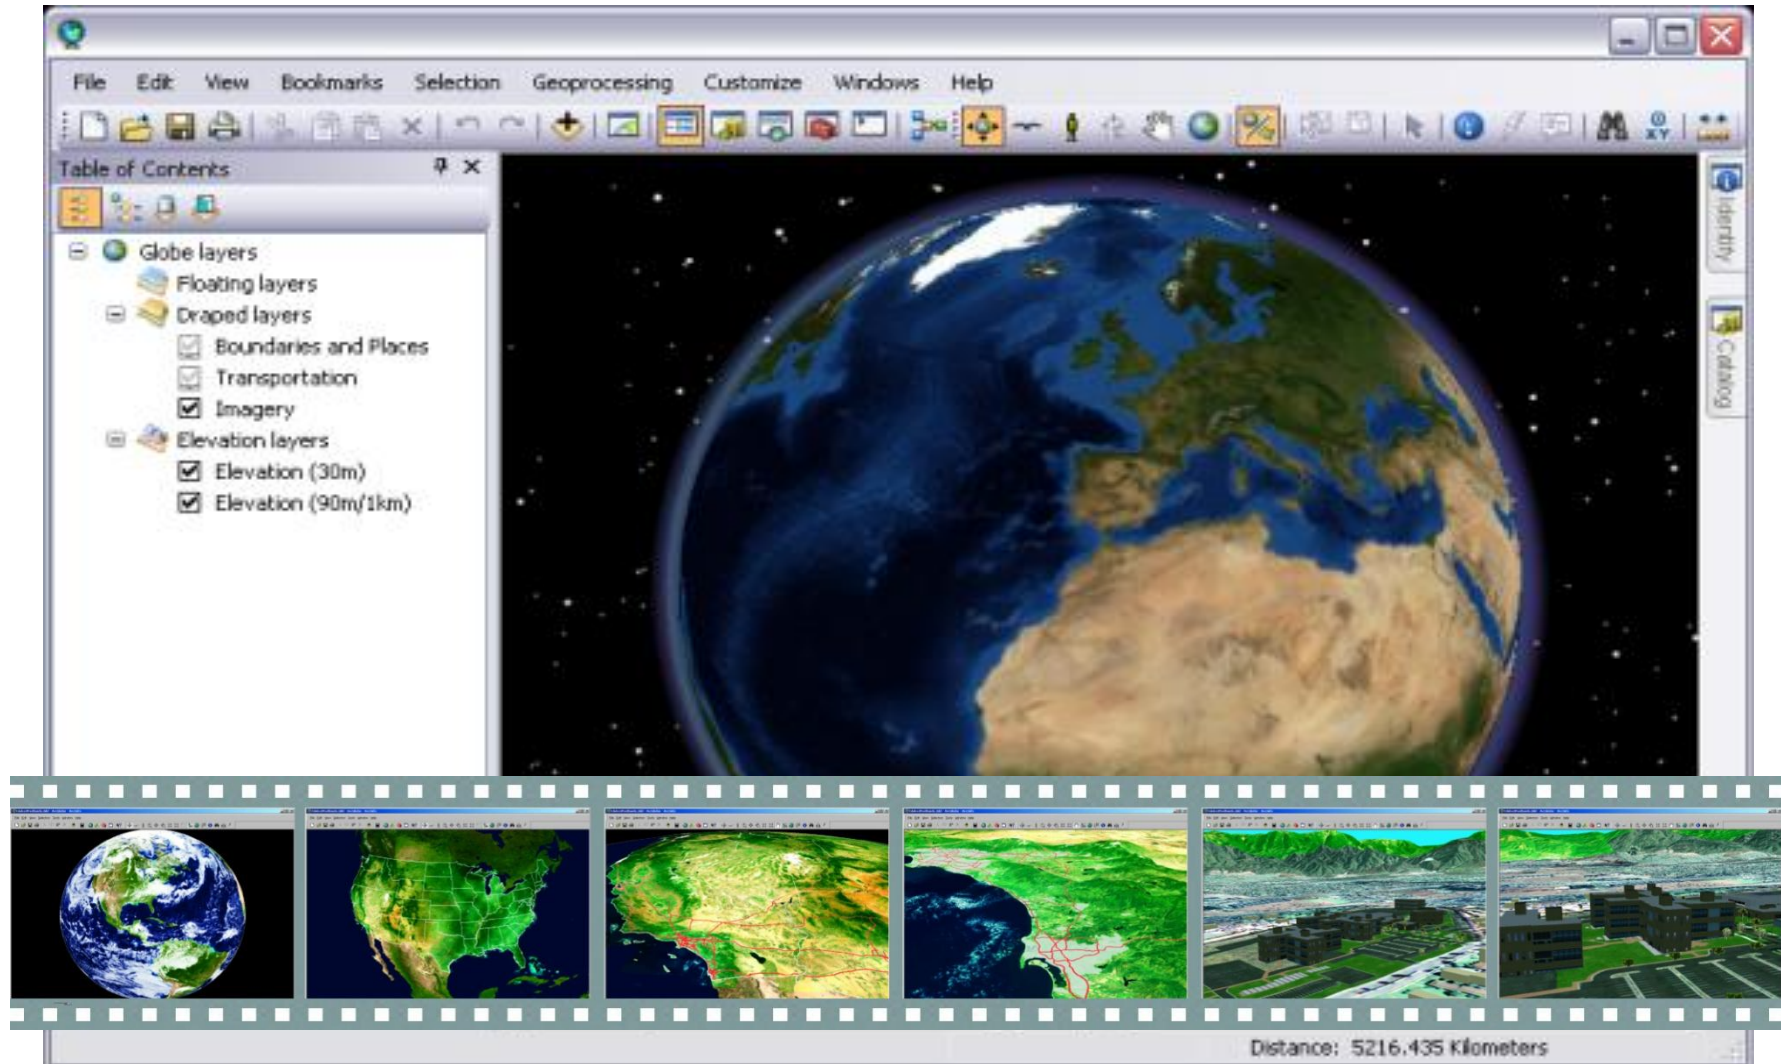 File Edit View Bookmarks Selection Geoprocessing Customize Windows Help
XY
Table of Contents
Globe layers
Floating layers
Draped layers
Boundaries and Places
Transportation
Imagery
Elevation layers
Elevation (30m)
Elevation (90m/1km)
Identify
Catalog
Distance: 5216.435 Kilometers